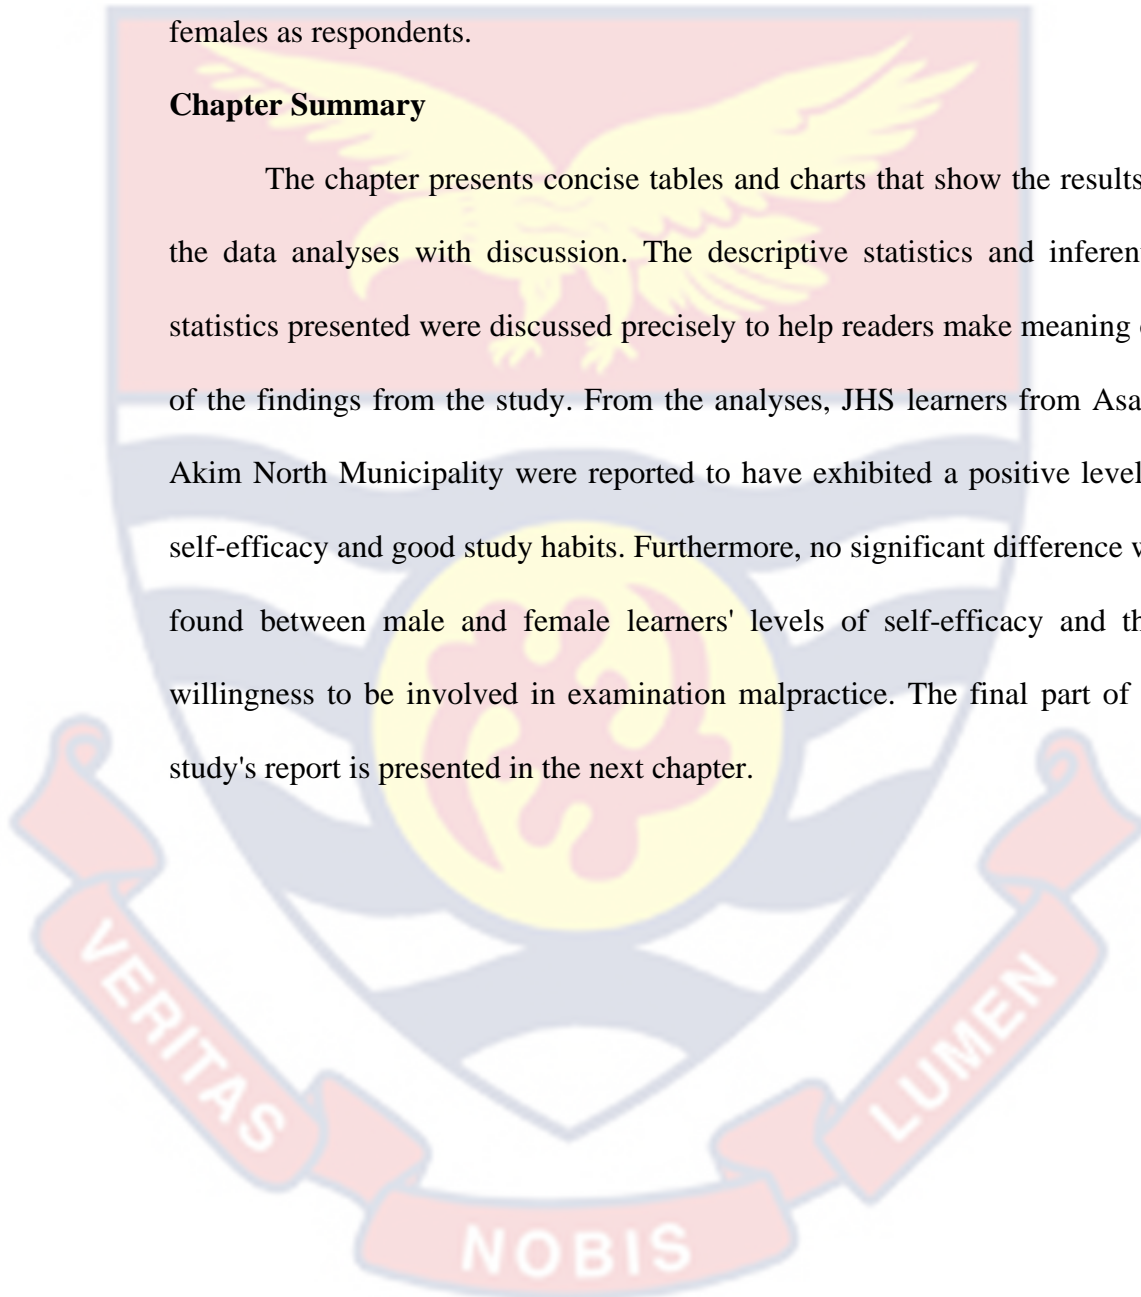 females as respondents.
Chapter Summary
The chapter presents concise tables and charts that show the results
the data analyses with discussion. The descriptive statistics and inferent
statistics presented were discussed precisely to help readers make meaning
of the findings from the study. From the analyses, JHS learners from Asa
Akim North Municipality were reported to have exhibited a positive level
self-efficacy and good study habits. Furthermore, no significant difference
found between male and female learners' levels of self-efficacy and th
willingness to be involved in examination malpractice. The final part of
study's report is presented in the next chapter.
VERITAS
NOBIS
LUMEN